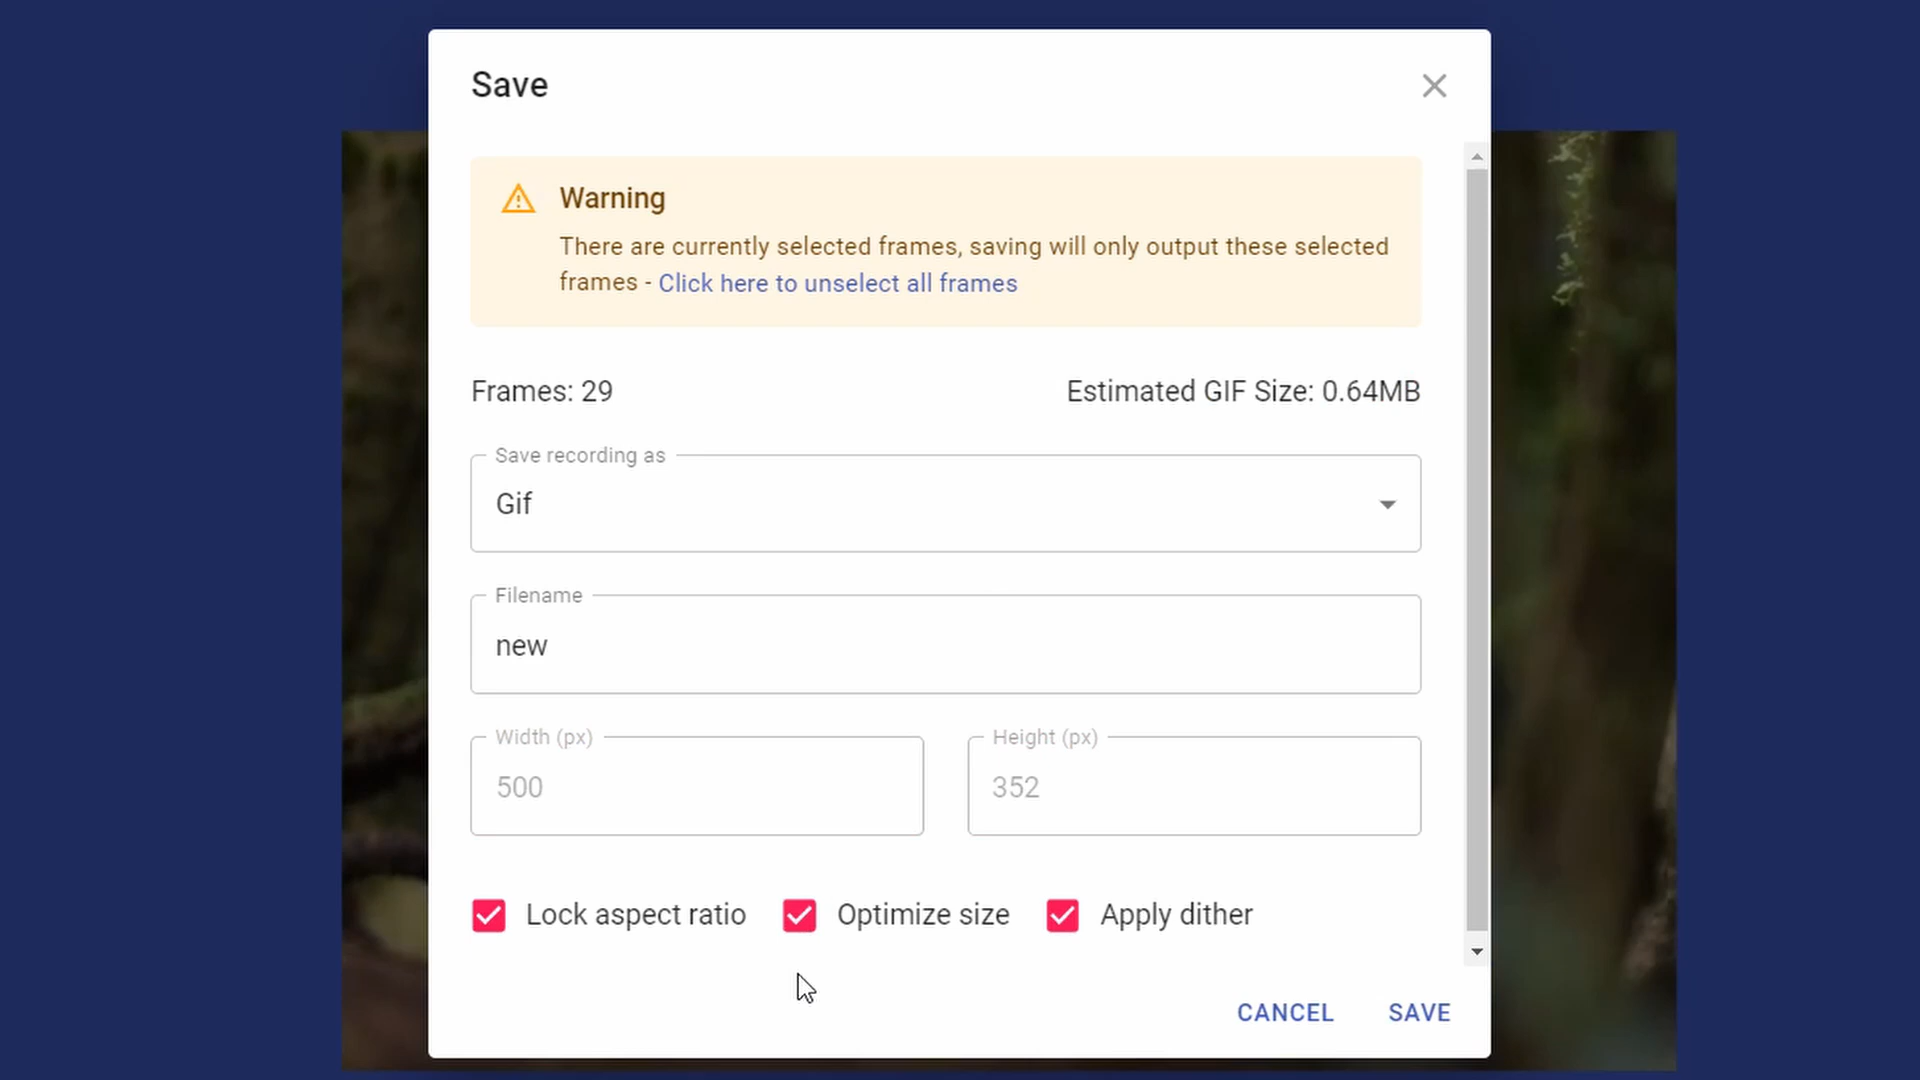 Save
Warning
There are currently selected frames, saving will only output these selected
frames - Click here to unselect all frames
Frames: 29
Estimated GIF Size: 0.64MB
Save recording as
Gif
Filename
new
Width (px)
500
Height (px)
352
Lock aspect ratio
Optimize size
Apply dither
CANCEL
SAVE